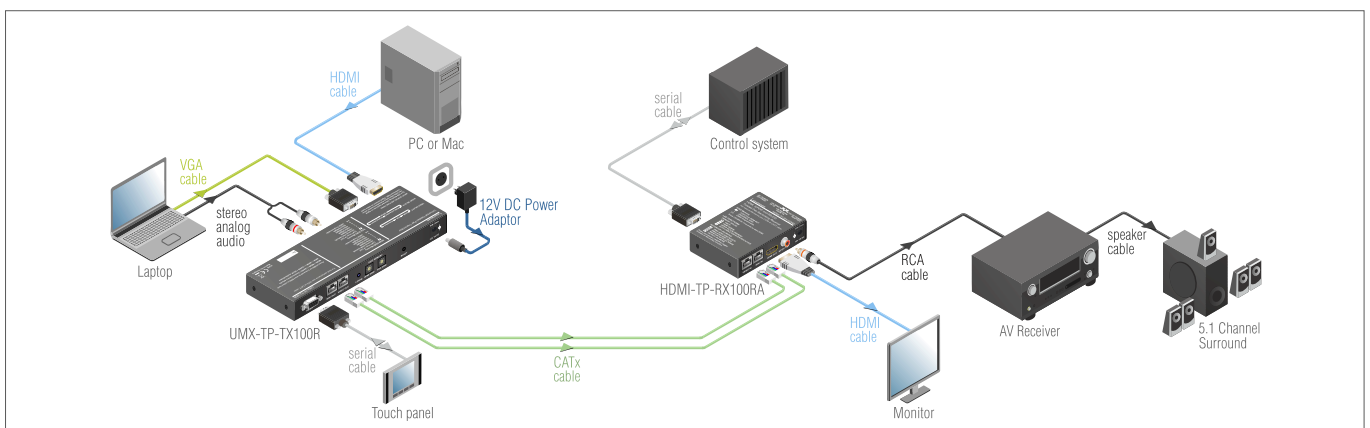 HDMI
cable
PC or Mac
VGA
cable
stereo
analog
audio
Laptop
12V DC Power
Adaptor
UMX-TP-TX100R
serial
cable
Touch panel
CATx
cable
serial
cable
Control system
HDMI-TP-RX100RA
RCA
cable
HDMI
cable
Monitor
AV Receiver
speaker
cable
5.1 Channel
Surround